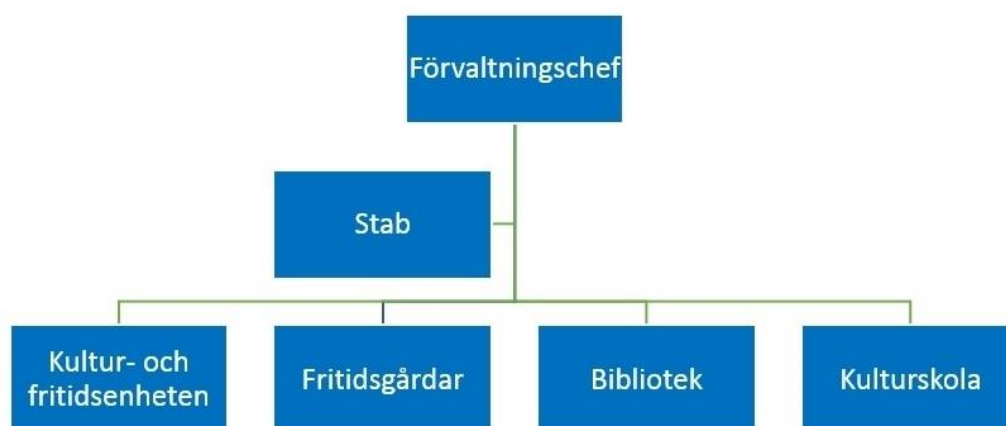 Förvaltningschef
Stab
Kultur- och
fritidsenheten
Fritidsgårdar
Bibliotek
Kulturskola